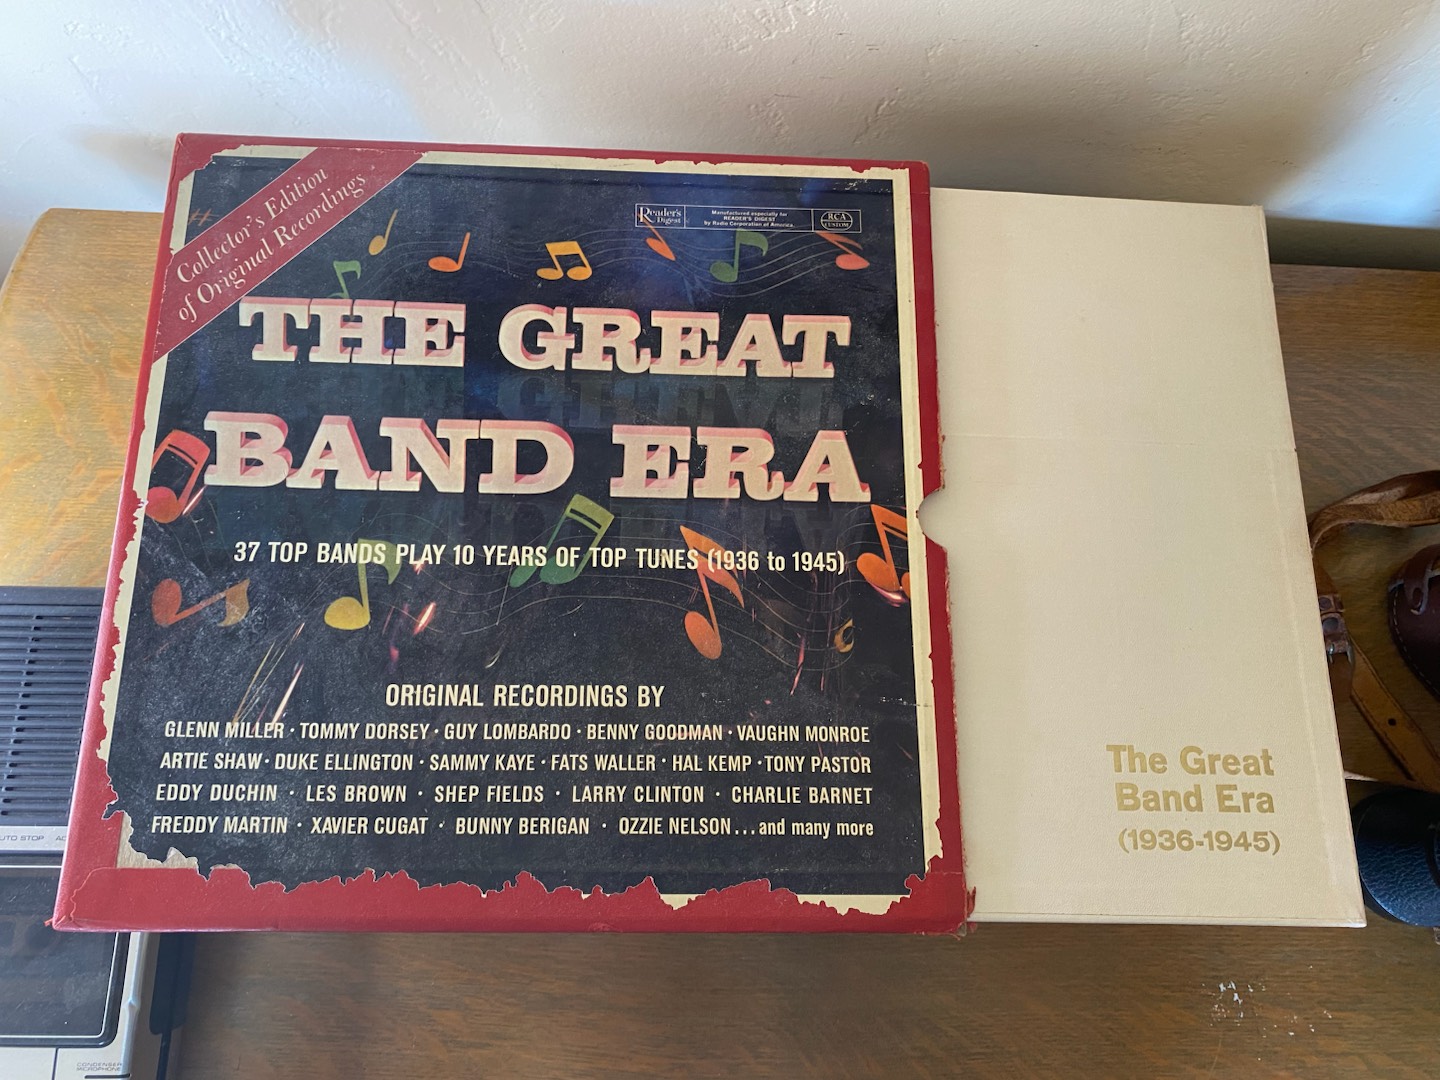 Collector's Edition
of Original Recordings
Reader's
Digest
Manufactured especially for
READER'S DIGEST
by Radio Corporation of America.
RCA
CUSTOM
THE GREAT
BAND ERA
37 TOP BANDS PLAY 10 YEARS OF TOP TUNES (1936 to 1945)
ORIGINAL RECORDINGS BY
GLENN MILLER · TOMMY DORSEY · GUY LOMBARDO · BENNY GOODMAN · VAUGHN MONROE
ARTIE SHAW · DUKE ELLINGTON · SAMMY KAYE · FATS WALLER · HAL KEMP · TONY PASTOR
EDDY DUCHIN · LES BROWN · SHEP FIELDS · LARRY CLINTON · CHARLIE BARNET
FREDDY MARTIN · XAVIER CUGAT · BUNNY BERIGAN · OZZIE NELSON...and many more
The Great
Band Era
(1936-1945)
AUTO STOP
CONDENSER
MICROPHONE